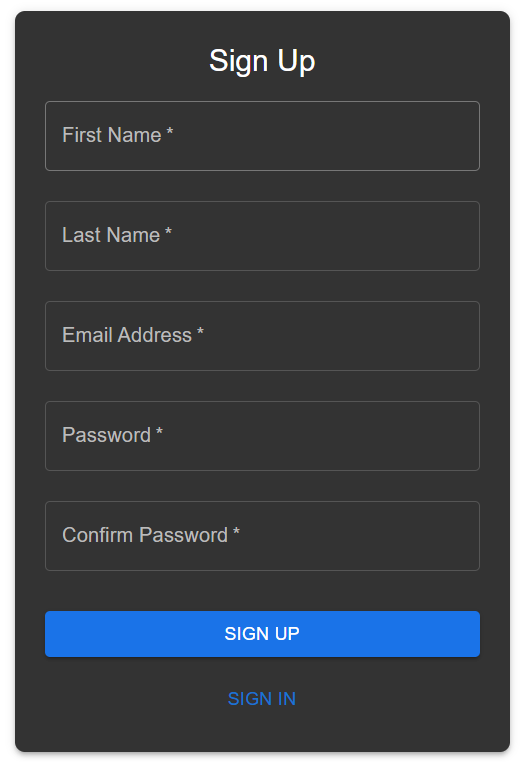 Sign Up
First Name *
Last Name *
Email Address *
Password *
Confirm Password *
SIGN UP
SIGN IN